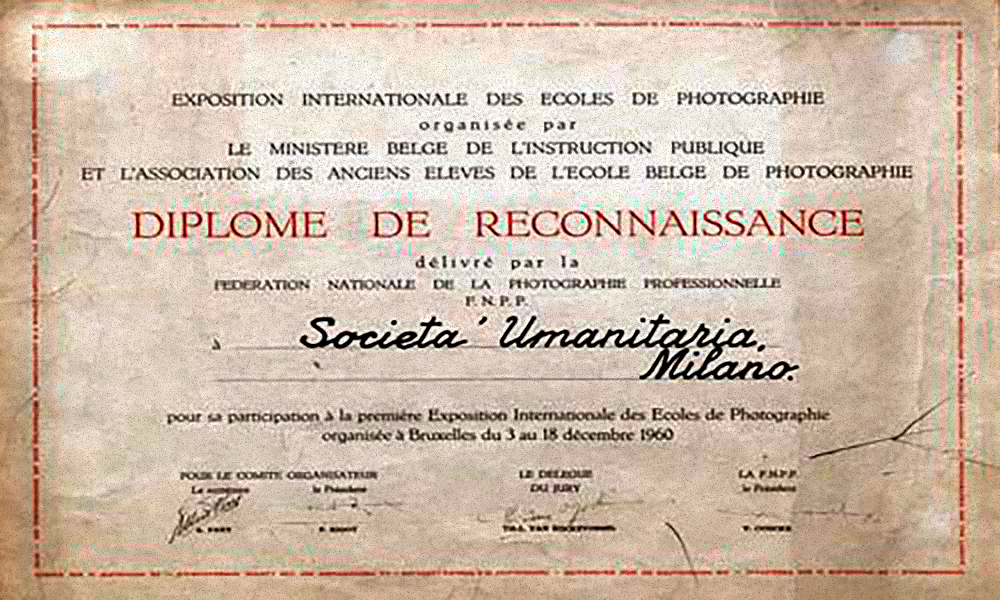 EXPOSITION INTERNATIONALE DES ECOLES DE PHOTOGRAPHIE
organisée par
LE MINISTERE BELGE DE L'INSTRUCTION PUBLIQUE
ET L'ASSOCIATION DES ANCIENS ELEVES DE L'ECOLE BELGE DE PHOTOGRAPHIE
DIPLOME DE RECONNAISSANCE
délivré par la
FEDERATION NATIONALE DE LA PHOTOGRAPHIE PROFESSIONNELLE
F.N.P.P.
à Societa' Umanitaria.
Milano.
pour sa participation à la première Exposition Internationale des Ecoles de Photographie
organisée à Bruxelles du 3 au 18 décembre 1960
POUR LE COMITE ORGANISATEUR LE DELEGUE LA F.N.P.P.
le Président DU JURY le Président